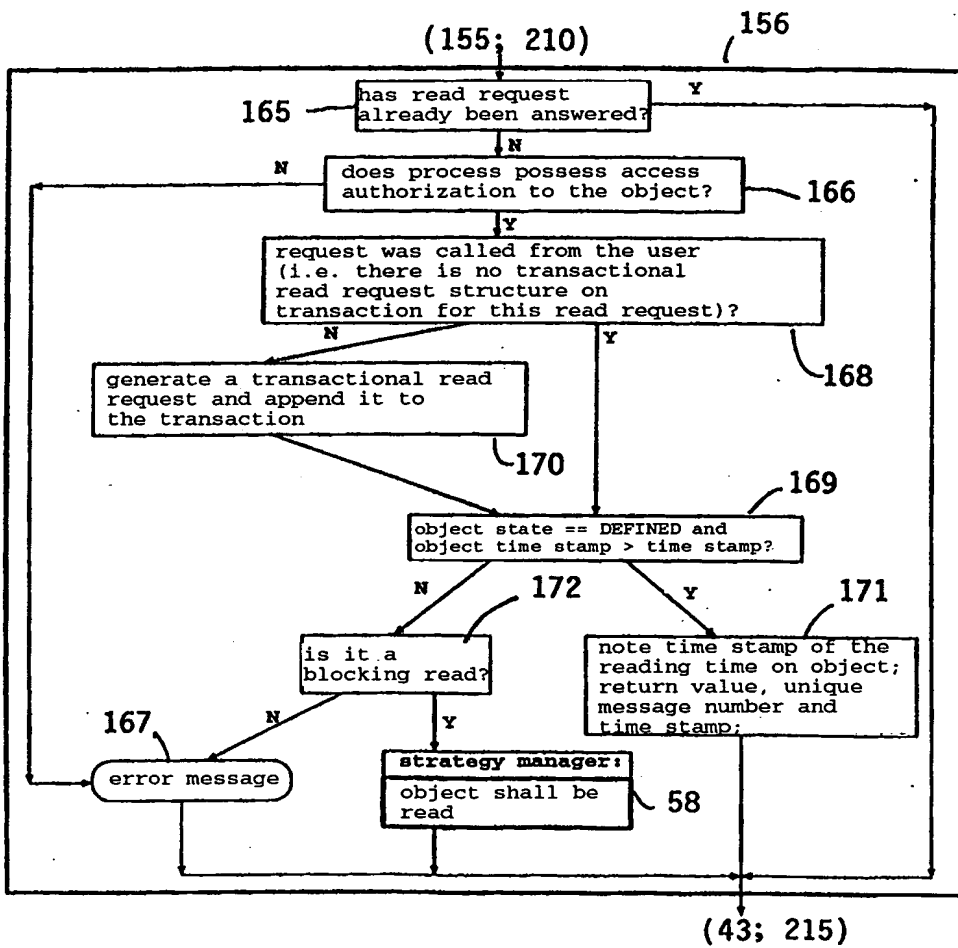 (155; 210)
156
165
has read request
already been answered?
Y
N
N
does process possess access
authorization to the object?
166
Y
request was called from the user
(i.e. there is no transactional
read request structure on
transaction for this read request)?
168
N
Y
generate a transactional read
request and append it to
the transaction
170
169
object state == DEFINED and
object time stamp > time stamp?
N
172
Y
171
is it a
blocking read?
note time stamp of the
reading time on object;
return value, unique
message number and
time stamp;
N
Y
167
error message
strategy manager:
object shall be
read
58
(43; 215)